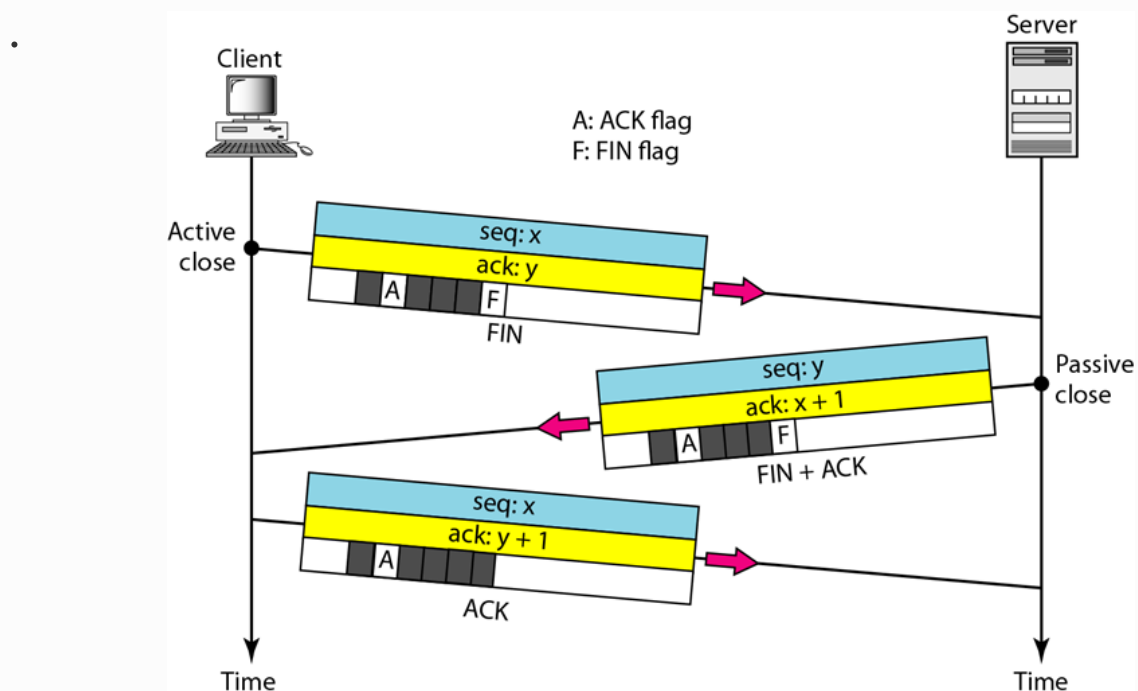 Server
Client
A: ACK flag
F: FIN flag
Active
close
seq: x
ack: y
A
F
FIN
Passive
close
seq: y
ack: x + 1
A
F
FIN + ACK
seq: x
ack: y + 1
A
ACK
Time
Time